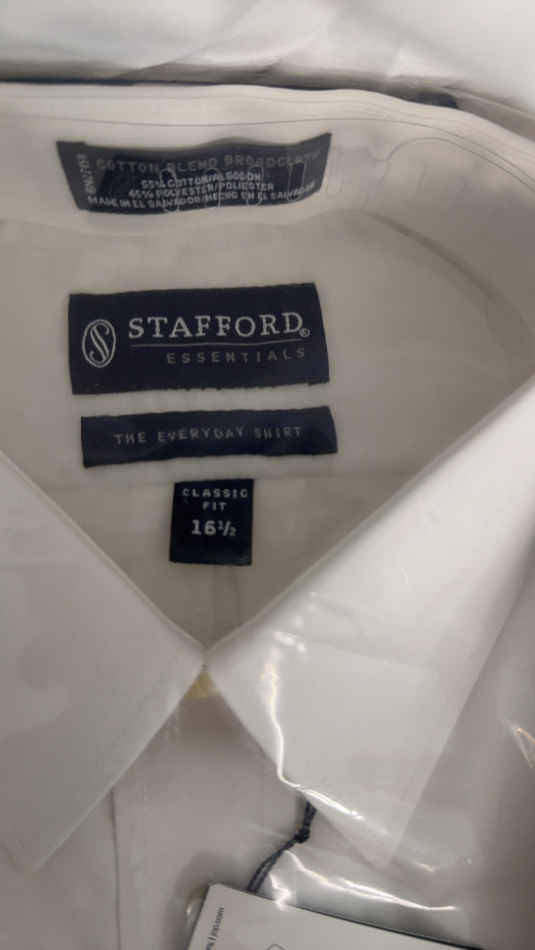 COTTON BLEND BROADCLOTH
55% COTTON/ALGODON
45% POLYESTER/POLIESTER
MADE IN EL SALVADOR/HECHO EN EL SALVADOR
STAFFORD®
ESSENTIALS
THE EVERYDAY SHIRT
CLASSIC
FIT
16½